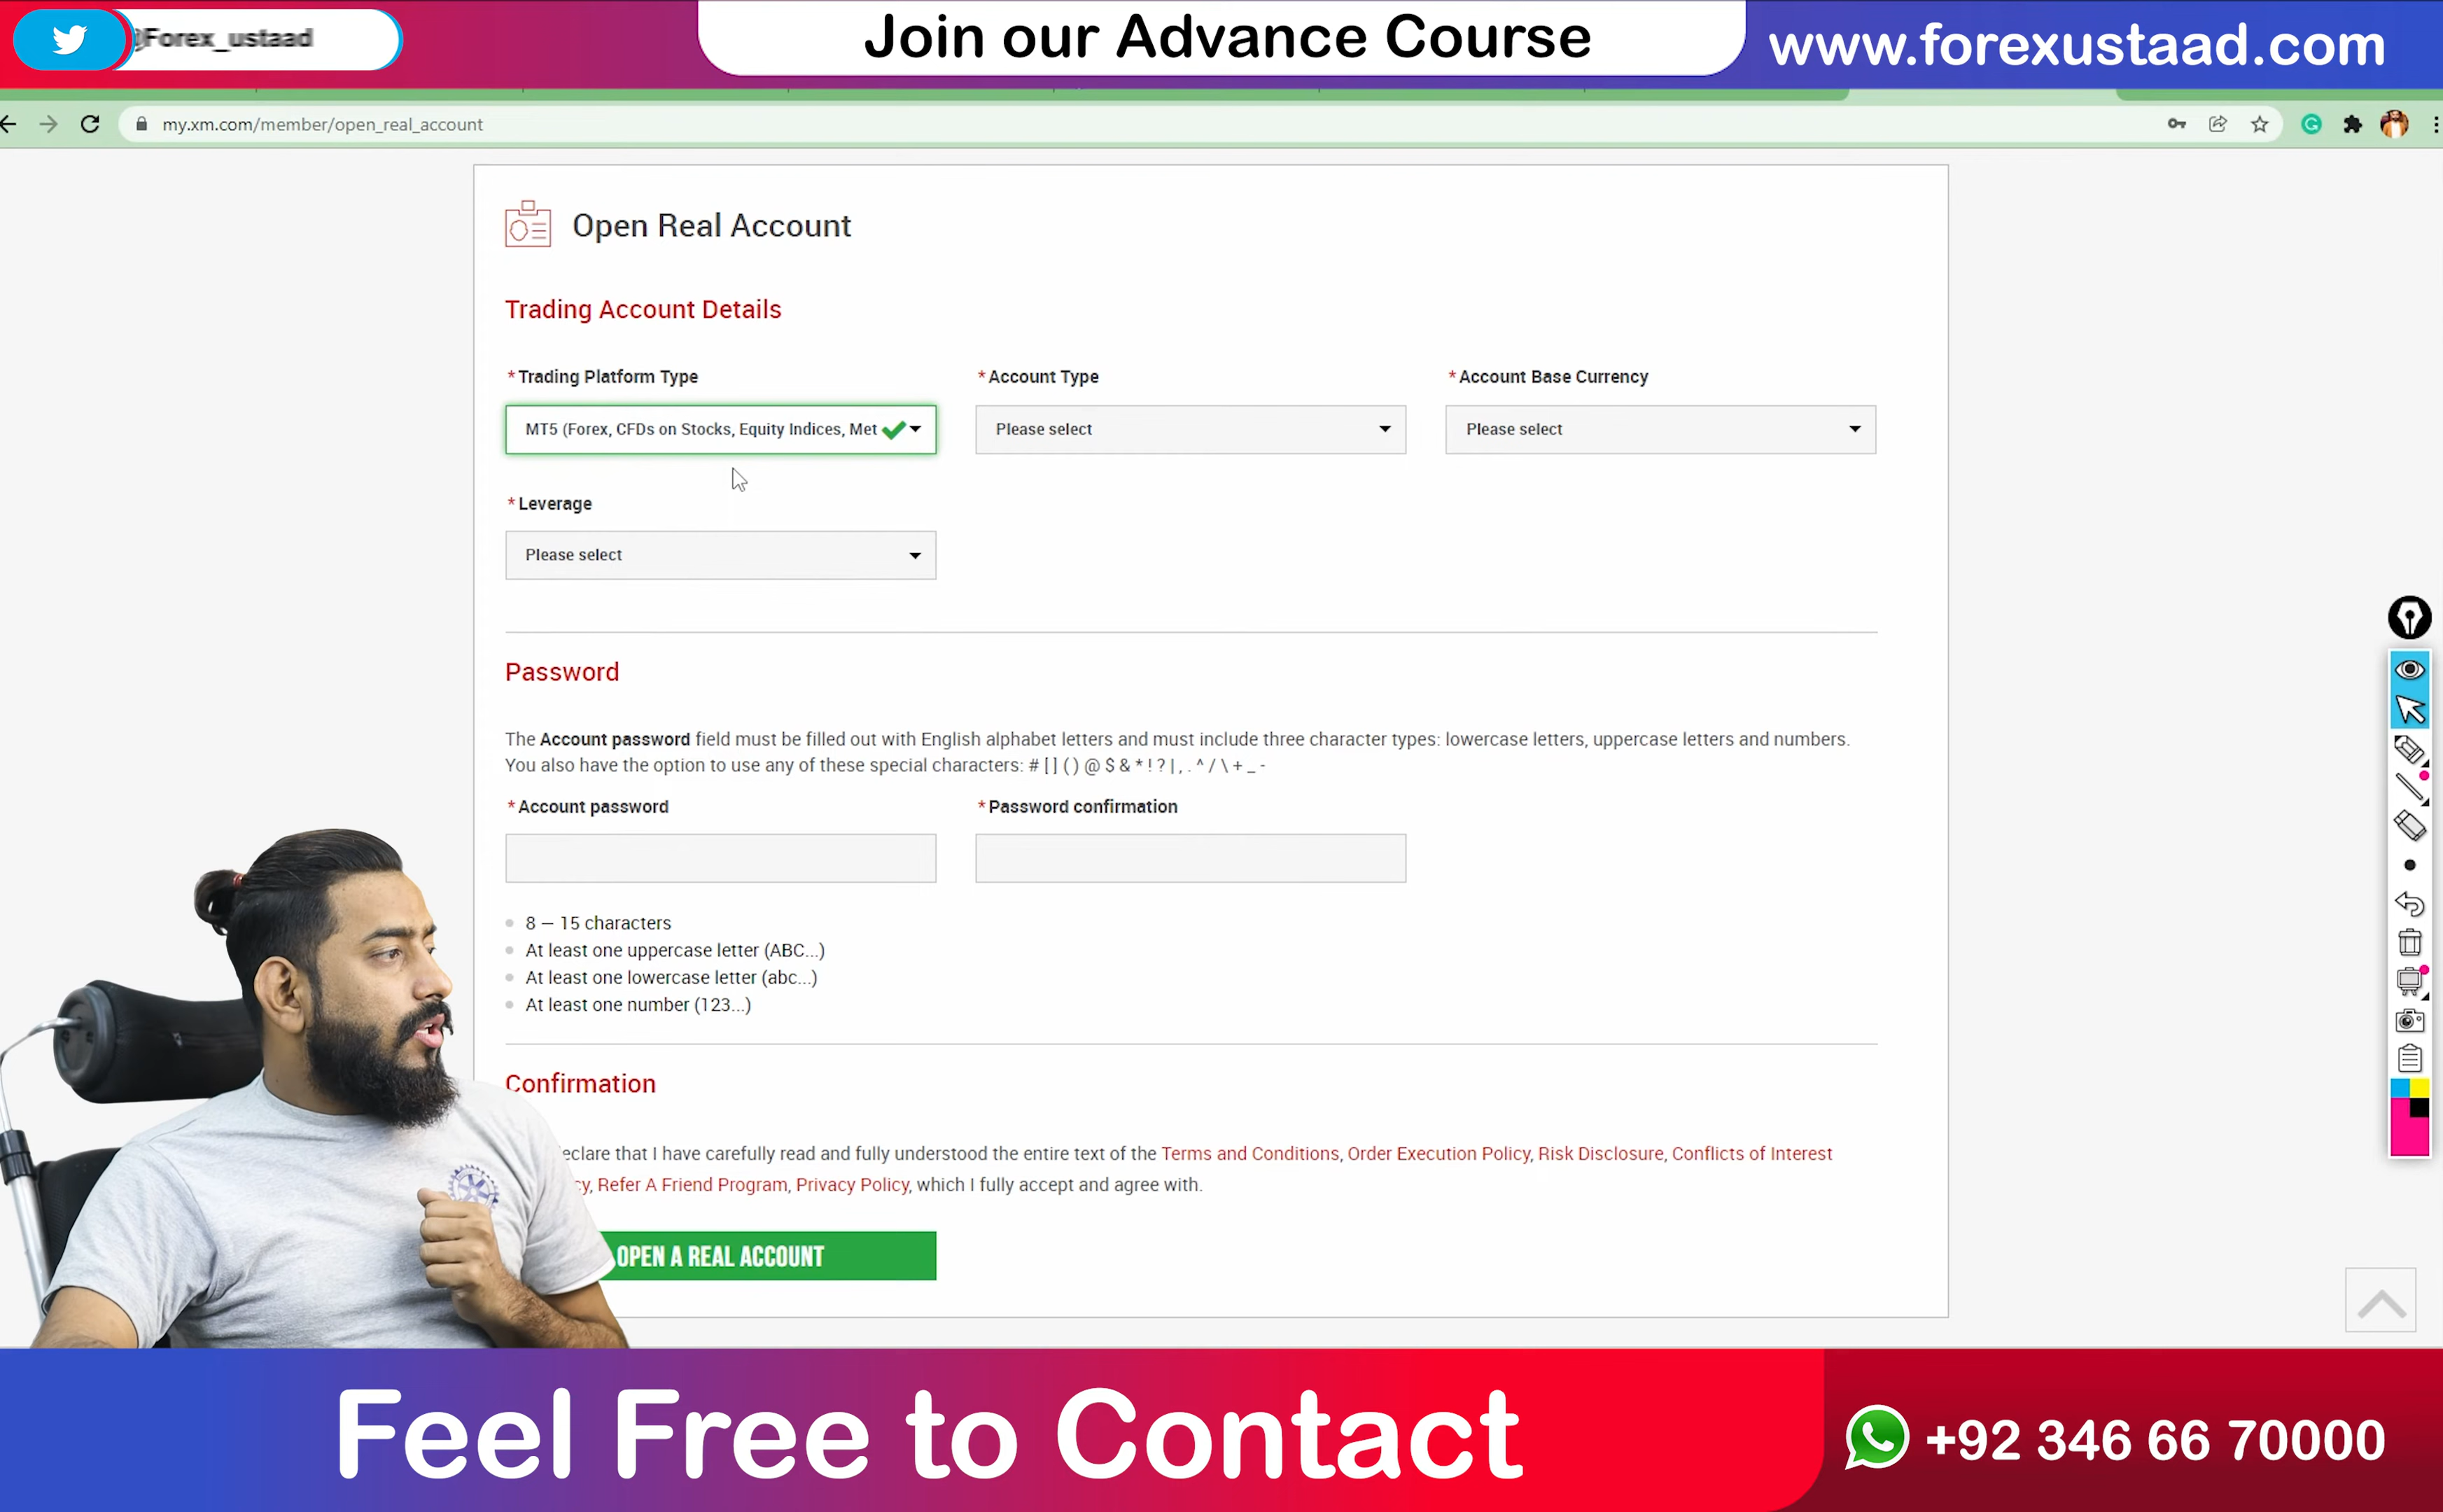 @Forex_ustaad
Join our Advance Course
www.forexustaad.com
my.xm.com/member/open_real_account
Open Real Account
Trading Account Details
* Trading Platform Type
* Account Type
* Account Base Currency
MT5 (Forex, CFDs on Stocks, Equity Indices, Met
Please select
Please select
* Leverage
Please select
Password
The Account password field must be filled out with English alphabet letters and must include three character types: lowercase letters, uppercase letters and numbers.
You also have the option to use any of these special characters: # [ ] ( ) @ $ & * ! ? | , . ^ / \ + _ -
* Account password
* Password confirmation
8 — 15 characters
At least one uppercase letter (ABC...)
At least one lowercase letter (abc...)
At least one number (123...)
Confirmation
that I have carefully read and fully understood the entire text of the Terms and Conditions, Order Execution Policy, Risk Disclosure, Conflicts of Interest
Refer A Friend Program, Privacy Policy, which I fully accept and agree with.
OPEN A REAL ACCOUNT
Feel Free to Contact
+92 346 66 70000